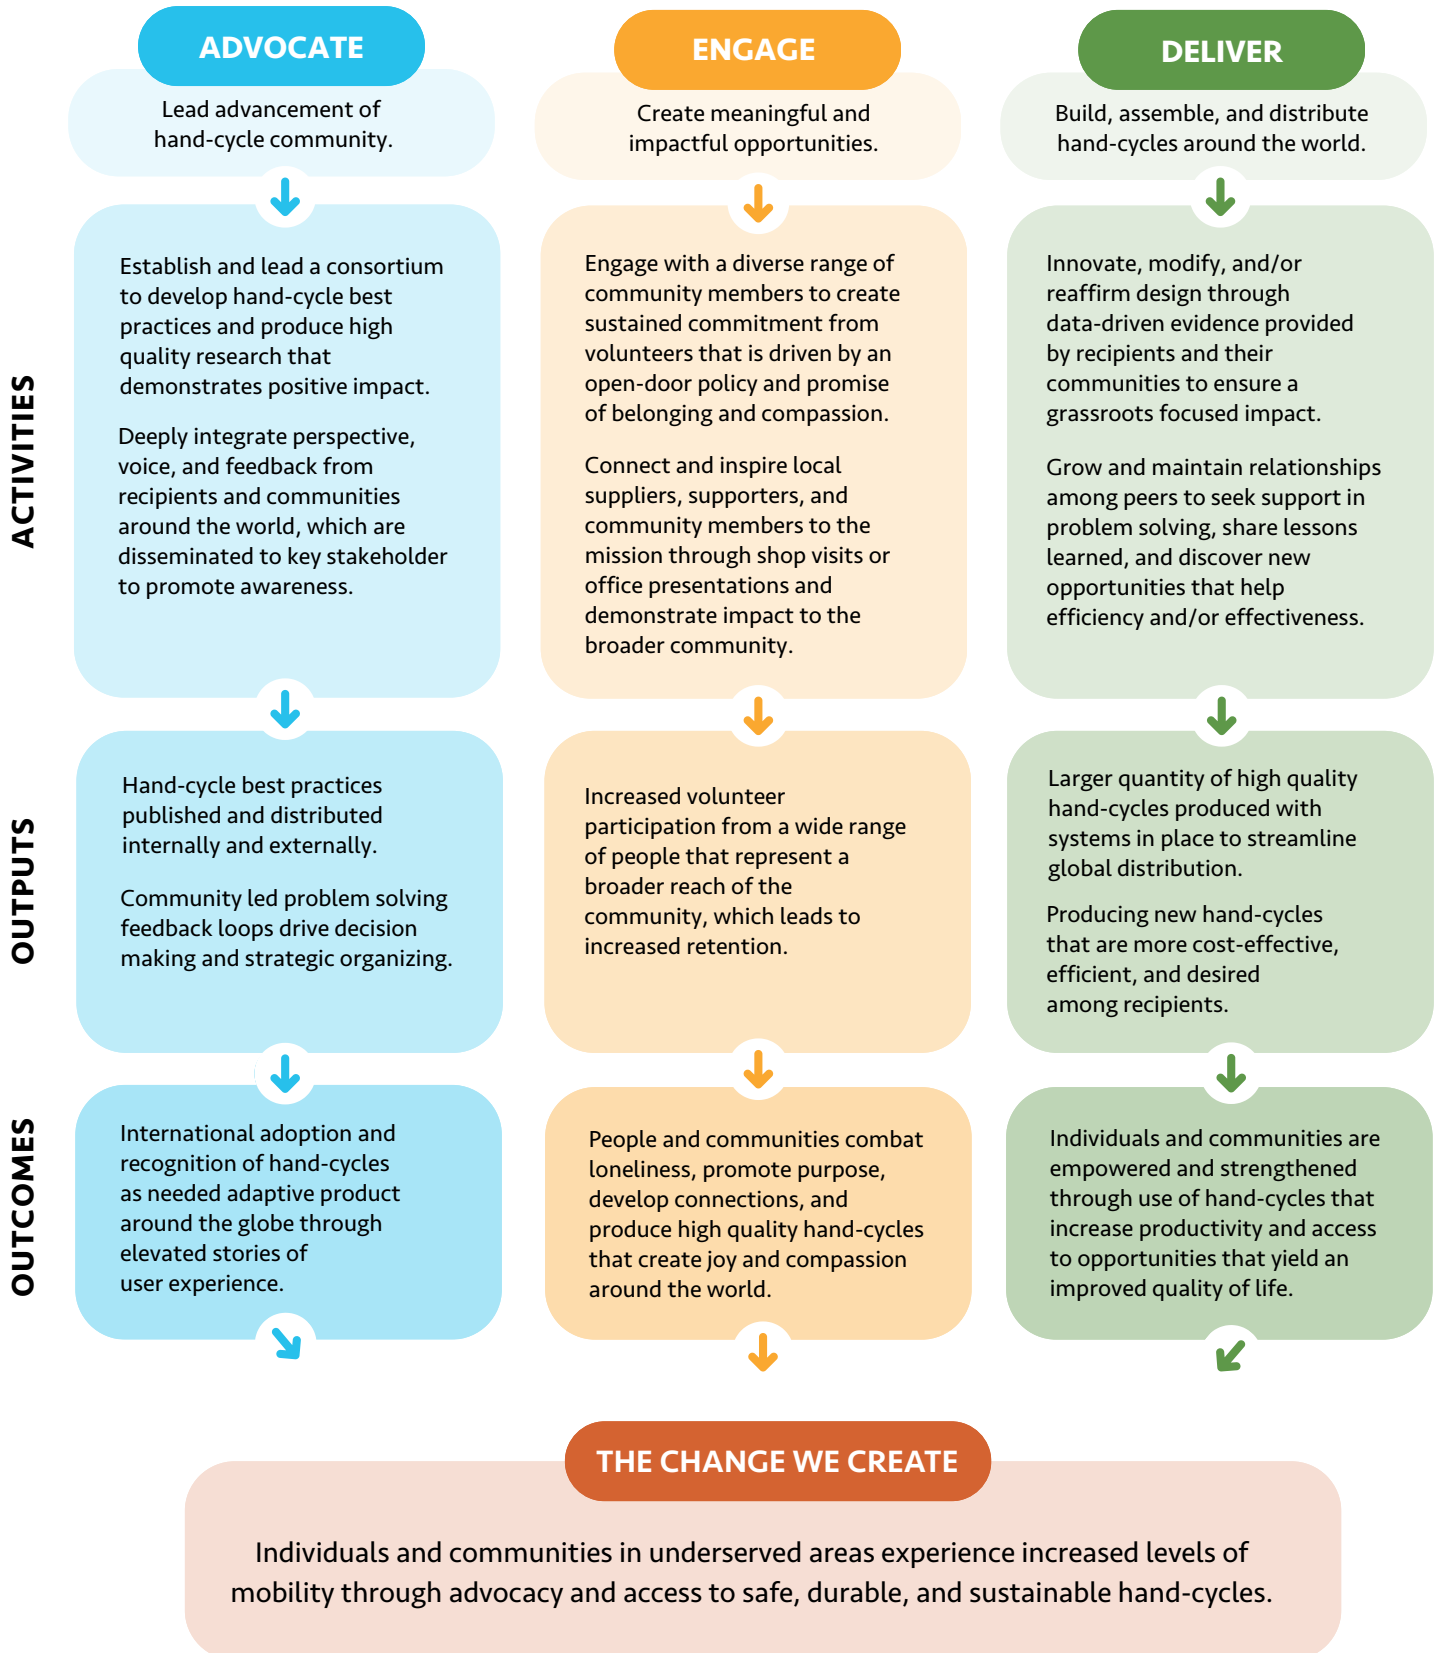 ADVOCATE
Lead advancement of
hand-cycle community.
ENGAGE
Create meaningful and
impactful opportunities.
DELIVER
Build, assemble, and distribute
hand-cycles around the world.
ACTIVITIES
Establish and lead a consortium
to develop hand-cycle best
practices and produce high
quality research that
demonstrates positive impact.
Deeply integrate perspective,
voice, and feedback from
recipients and communities
around the world, which are
disseminated to key stakeholder
to promote awareness.
Engage with a diverse range of
community members to create
sustained commitment from
volunteers that is driven by an
open-door policy and promise
of belonging and compassion.
Connect and inspire local
suppliers, supporters, and
community members to the
mission through shop visits or
office presentations and
demonstrate impact to the
broader community.
Innovate, modify, and/or
reaffirm design through
data-driven evidence provided
by recipients and their
communities to ensure a
grassroots focused impact.
Grow and maintain relationships
among peers to seek support in
problem solving, share lessons
learned, and discover new
opportunities that help
efficiency and/or effectiveness.
OUTPUTS
Hand-cycle best practices
published and distributed
internally and externally.
Community led problem solving
feedback loops drive decision
making and strategic organizing.
Increased volunteer
participation from a wide range
of people that represent a
broader reach of the
community, which leads to
increased retention.
Larger quantity of high quality
hand-cycles produced with
systems in place to streamline
global distribution.
Producing new hand-cycles
that are more cost-effective,
efficient, and desired
among recipients.
OUTCOMES
International adoption and
recognition of hand-cycles
as needed adaptive product
around the globe through
elevated stories of
user experience.
People and communities combat
loneliness, promote purpose,
develop connections, and
produce high quality hand-cycles
that create joy and compassion
around the world.
Individuals and communities are
empowered and strengthened
through use of hand-cycles that
increase productivity and access
to opportunities that yield an
improved quality of life.
THE CHANGE WE CREATE
Individuals and communities in underserved areas experience increased levels of
mobility through advocacy and access to safe, durable, and sustainable hand-cycles.